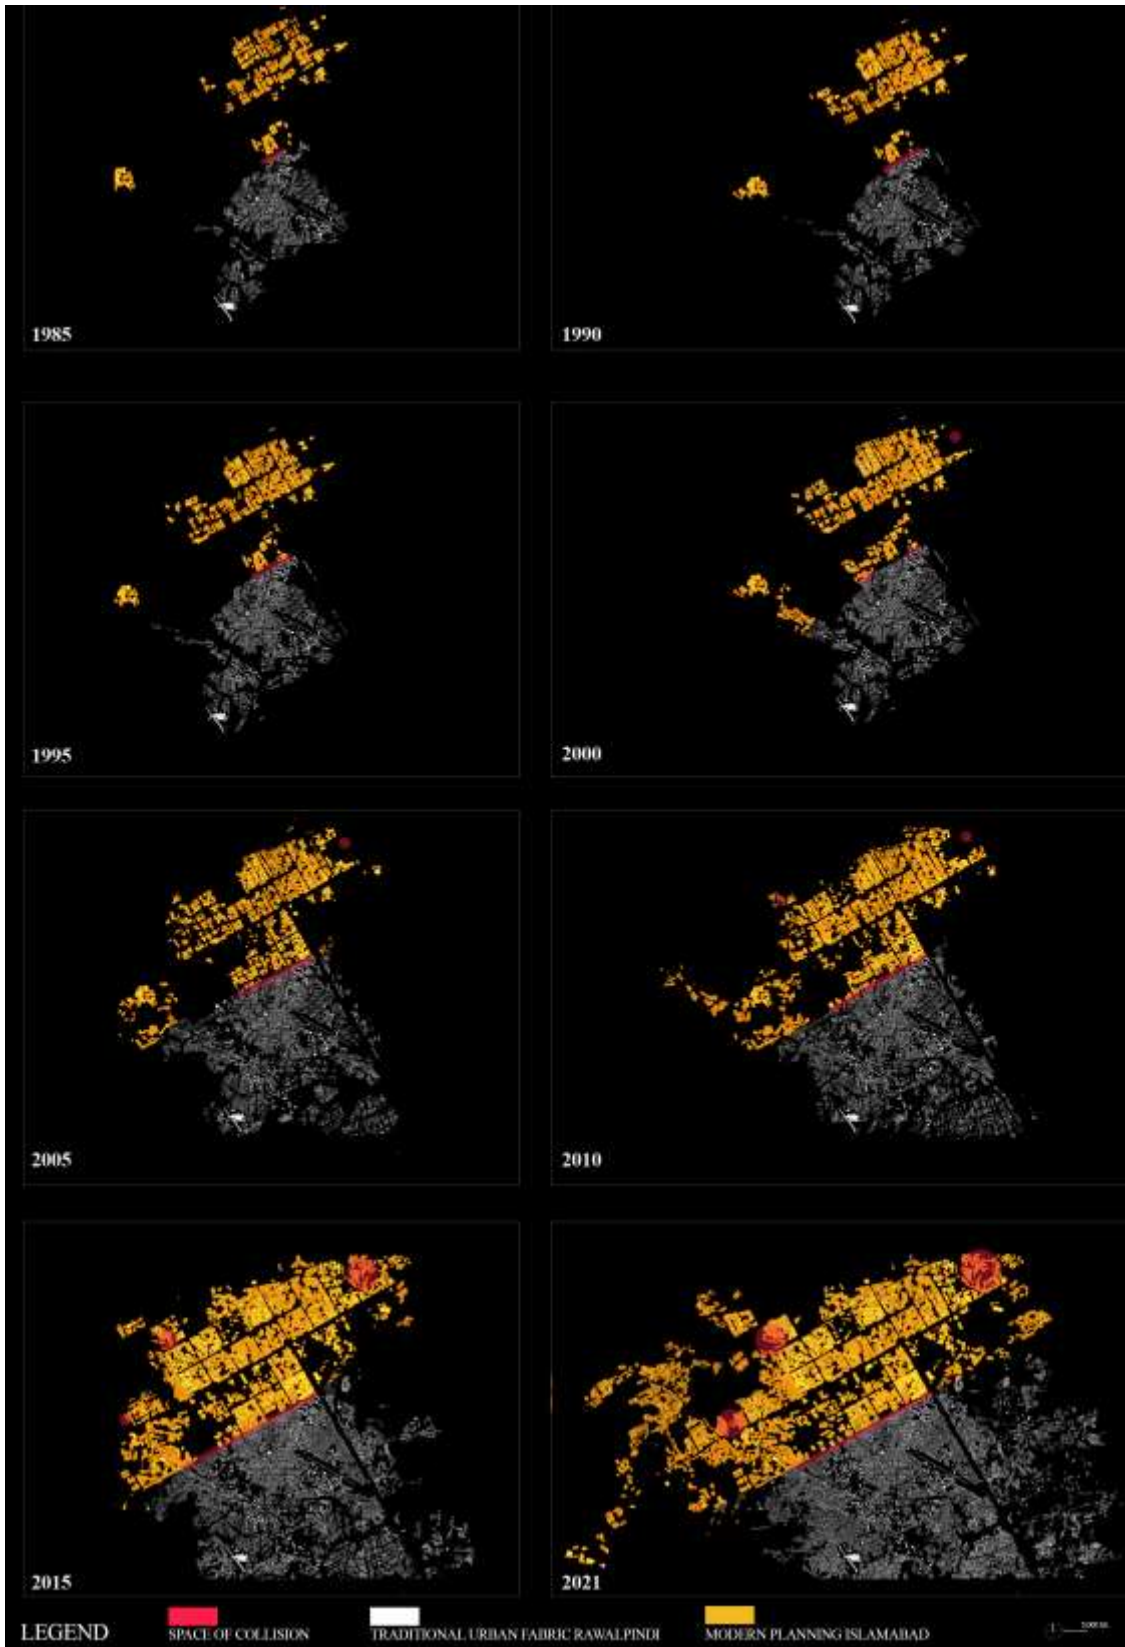 1985
1990
1995
2000
2005
2010
2015
2021
LEGEND
SPACE OF COLLISION
TRADITIONAL URBAN FABRIC RAWALPINDI
MODERN PLANNING ISLAMABAD